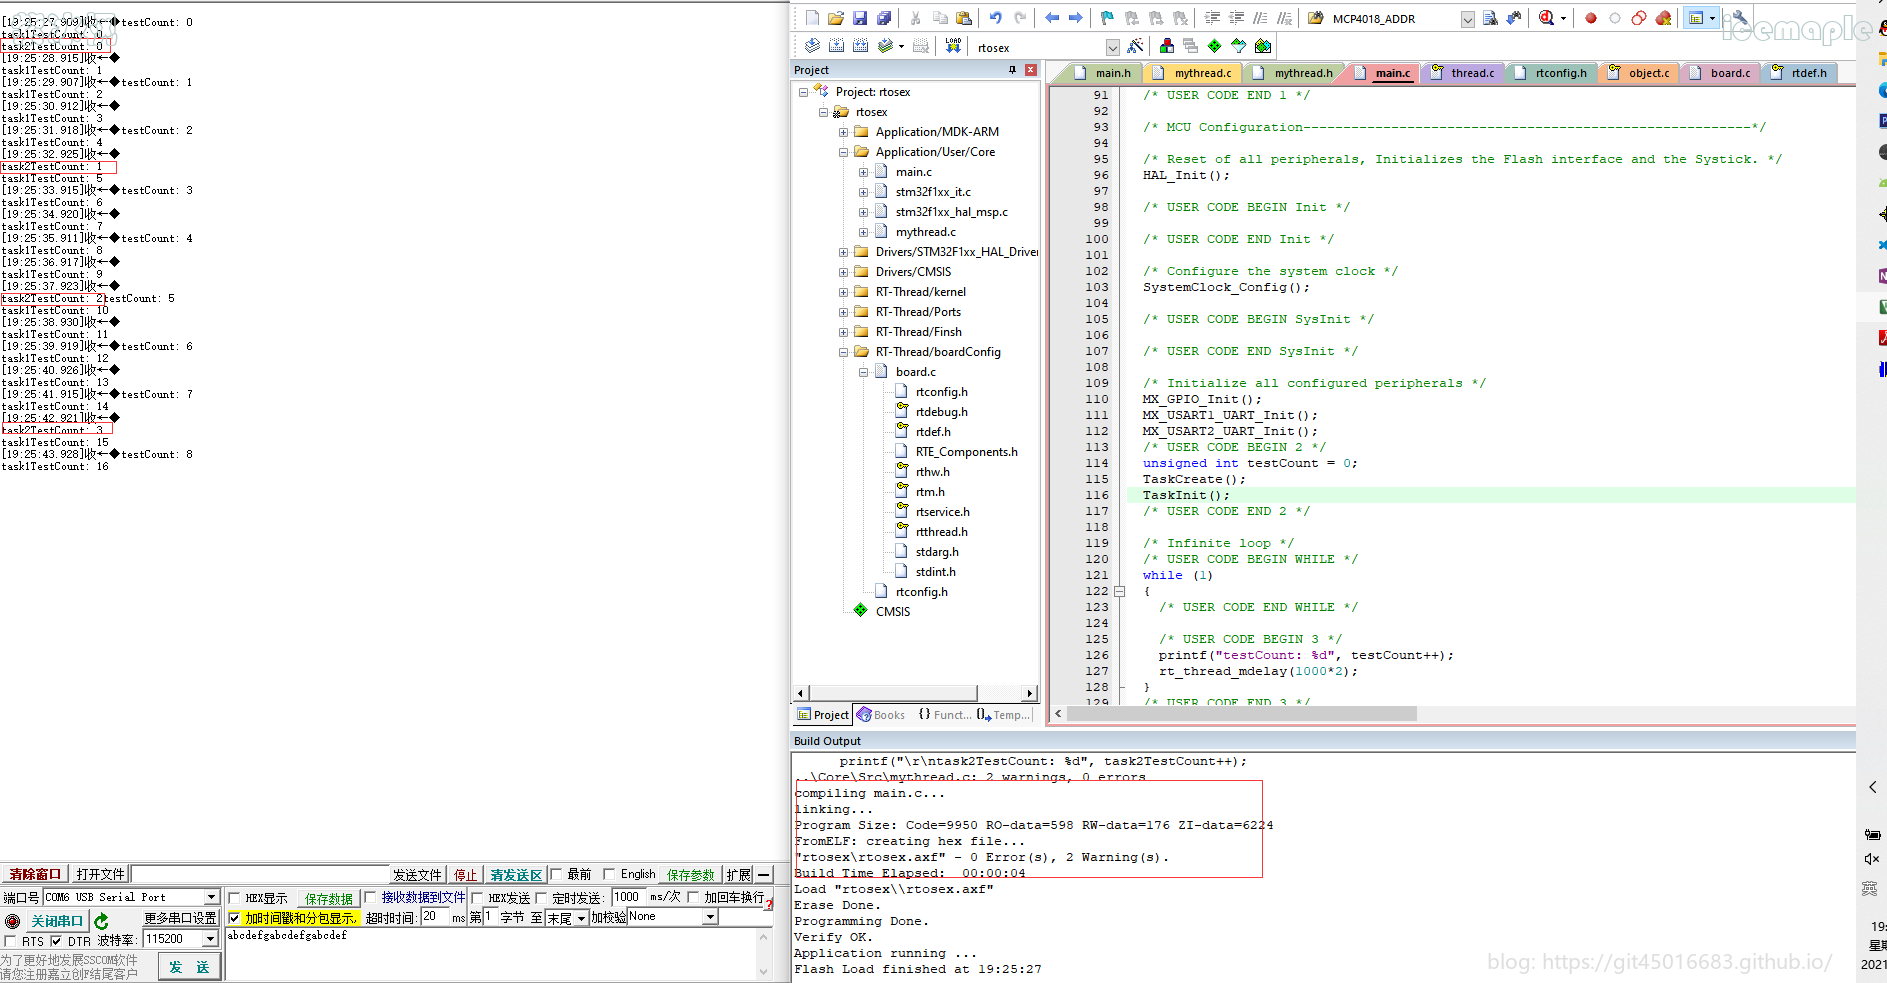 [19:25:27.909]收←◆testCount: 0
task1TestCount: 0
task2TestCount: 0
[19:25:28.915]收←◆
task1TestCount: 1
[19:25:29.907]收←◆testCount: 1
task1TestCount: 2
[19:25:30.912]收←◆
task1TestCount: 3
[19:25:31.918]收←◆testCount: 2
task1TestCount: 4
[19:25:32.925]收←◆
task2TestCount: 1
task1TestCount: 5
[19:25:33.915]收←◆testCount: 3
task1TestCount: 6
[19:25:34.920]收←◆
task1TestCount: 7
[19:25:35.911]收←◆testCount: 4
task1TestCount: 8
[19:25:36.917]收←◆
task1TestCount: 9
[19:25:37.923]收←◆
task2TestCount: 2testCount: 5
task1TestCount: 10
[19:25:38.930]收←◆
task1TestCount: 11
[19:25:39.919]收←◆testCount: 6
task1TestCount: 12
[19:25:40.926]收←◆
task1TestCount: 13
[19:25:41.915]收←◆testCount: 7
task1TestCount: 14
[19:25:42.921]收←◆
task2TestCount: 3
task1TestCount: 15
[19:25:43.928]收←◆testCount: 8
task1TestCount: 16
清除窗口 打开文件 发送文件 停止 清发送区 最前 English 保存参数 扩展 —
端口号 COM6 USB Serial Port HEX显示 保存数据 接收数据到文件 HEX发送 定时发送: 1000 ms/次 加回车换行
关闭串口 更多串口设置 加时间戳和分包显示, 超时时间: 20 ms 第 1 字节 至 末尾 加校验 None
RTS DTR 波特率: 115200 abcdefgabcdefgabcdef
为了更好地发展SSCOM软件
请您注册嘉立创F结尾客户
发 送
MCP4018_ADDR
icemaple
LOAD
rtosex
Project
Project: rtosex
rtosex
Application/MDK-ARM
Application/User/Core
main.c
stm32f1xx_it.c
stm32f1xx_hal_msp.c
mythread.c
Drivers/STM32F1xx_HAL_Driver
Drivers/CMSIS
RT-Thread/kernel
RT-Thread/Ports
RT-Thread/Finsh
RT-Thread/boardConfig
board.c
rtconfig.h
rtdebug.h
rtdef.h
RTE_Components.h
rthw.h
rtm.h
rtservice.h
rtthread.h
stdarg.h
stdint.h
rtconfig.h
CMSIS
Project Books Funct... Temp...
main.h mythread.c mythread.h main.c thread.c rtconfig.h object.c board.c rtdef.h
91 /* USER CODE END 1 */
92
93 /* MCU Configuration--------------------------------------------------------*/
94
95 /* Reset of all peripherals, Initializes the Flash interface and the Systick. */
96 HAL_Init();
97
98 /* USER CODE BEGIN Init */
99
100 /* USER CODE END Init */
101
102 /* Configure the system clock */
103 SystemClock_Config();
104
105 /* USER CODE BEGIN SysInit */
106
107 /* USER CODE END SysInit */
108
109 /* Initialize all configured peripherals */
110 MX_GPIO_Init();
111 MX_USART1_UART_Init();
112 MX_USART2_UART_Init();
113 /* USER CODE BEGIN 2 */
114 unsigned int testCount = 0;
115 TaskCreate();
116 TaskInit();
117 /* USER CODE END 2 */
118
119 /* Infinite loop */
120 /* USER CODE BEGIN WHILE */
121 while (1)
122 {
123 /* USER CODE END WHILE */
124
125 /* USER CODE BEGIN 3 */
126 printf("testCount: %d", testCount++);
127 rt_thread_mdelay(1000*2);
128 }
129 /* USER CODE END 3 */
Build Output
printf("\r\ntask2TestCount: %d", task2TestCount++);
..\Core\Src\mythread.c: 2 warnings, 0 errors
compiling main.c...
linking...
Program Size: Code=9950 RO-data=598 RW-data=176 ZI-data=6224
FromELF: creating hex file...
"rtosex\rtosex.axf" - 0 Error(s), 2 Warning(s).
Build Time Elapsed: 00:00:04
Load "rtosex\\rtosex.axf"
Erase Done.
Programming Done.
Verify OK.
Application running ...
Flash Load finished at 19:25:27
blog: https://git45016683.github.io/
英
19:
星期
2021